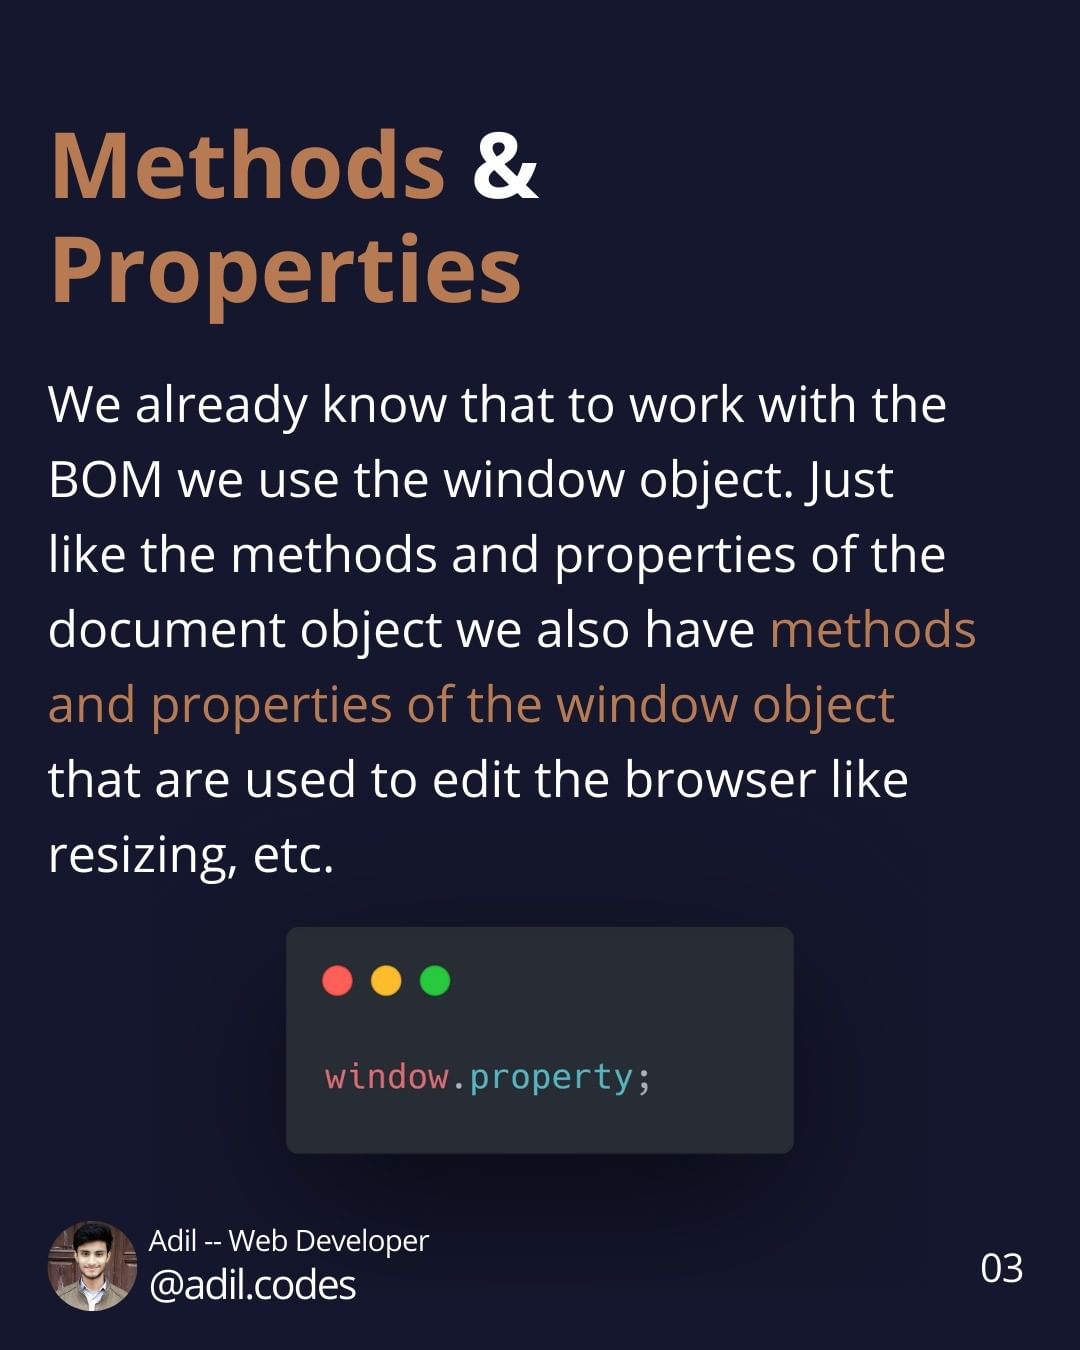 Methods &
Properties
We already know that to work with the
BOM we use the window object. Just
like the methods and properties of the
document object we also have methods
and properties of the window object
that are used to edit the browser like
resizing, etc.
window.property;
Adil -- Web Developer
@adil.codes
03